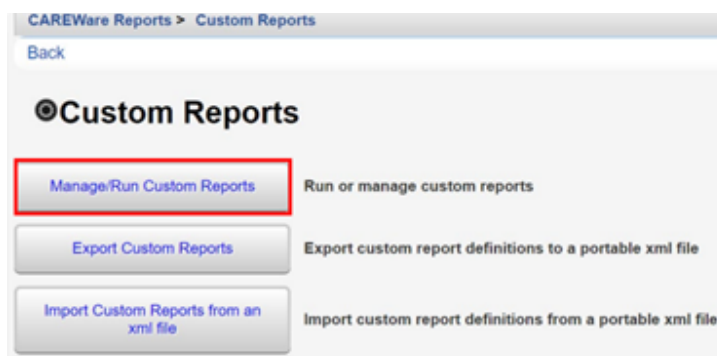 CAREWare Reports > Custom Reports
Back
Custom Reports
Manage/Run Custom Reports
Run or manage custom reports
Export Custom Reports
Export custom report definitions to a portable xml file
Import Custom Reports from an
xml file
Import custom report definitions from a portable xml file